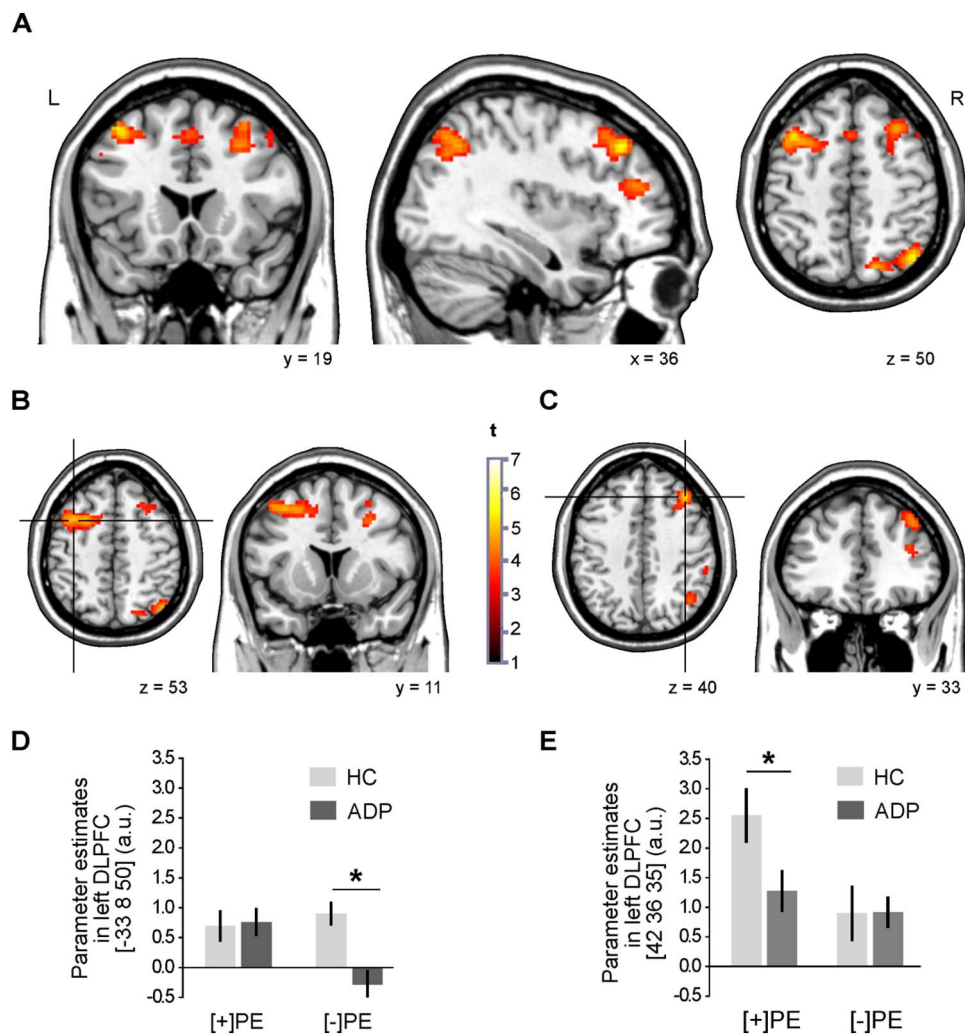 A
L
R
y = 19
x = 36
z = 50
B
C
t
7
6
5
4
3
2
1
z = 53
y = 11
z = 40
y = 33
D
Parameter estimates
in left DLPFC
[-33 8 50] (a.u.)
3.5
3.0
2.5
2.0
1.5
1.0
0.5
0.0
-0.5
HC
ADP
*
[+]PE
[-]PE
E
Parameter estimates
in left DLPFC
[42 36 35] (a.u.)
3.5
3.0
2.5
2.0
1.5
1.0
0.5
0.0
-0.5
*
HC
ADP
[+]PE
[-]PE